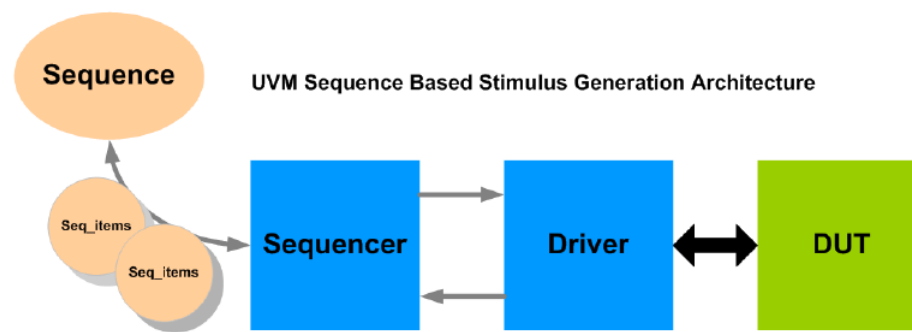 Sequence
UVM Sequence Based Stimulus Generation Architecture
Seq_items
Seq_items
Sequencer
Driver
DUT